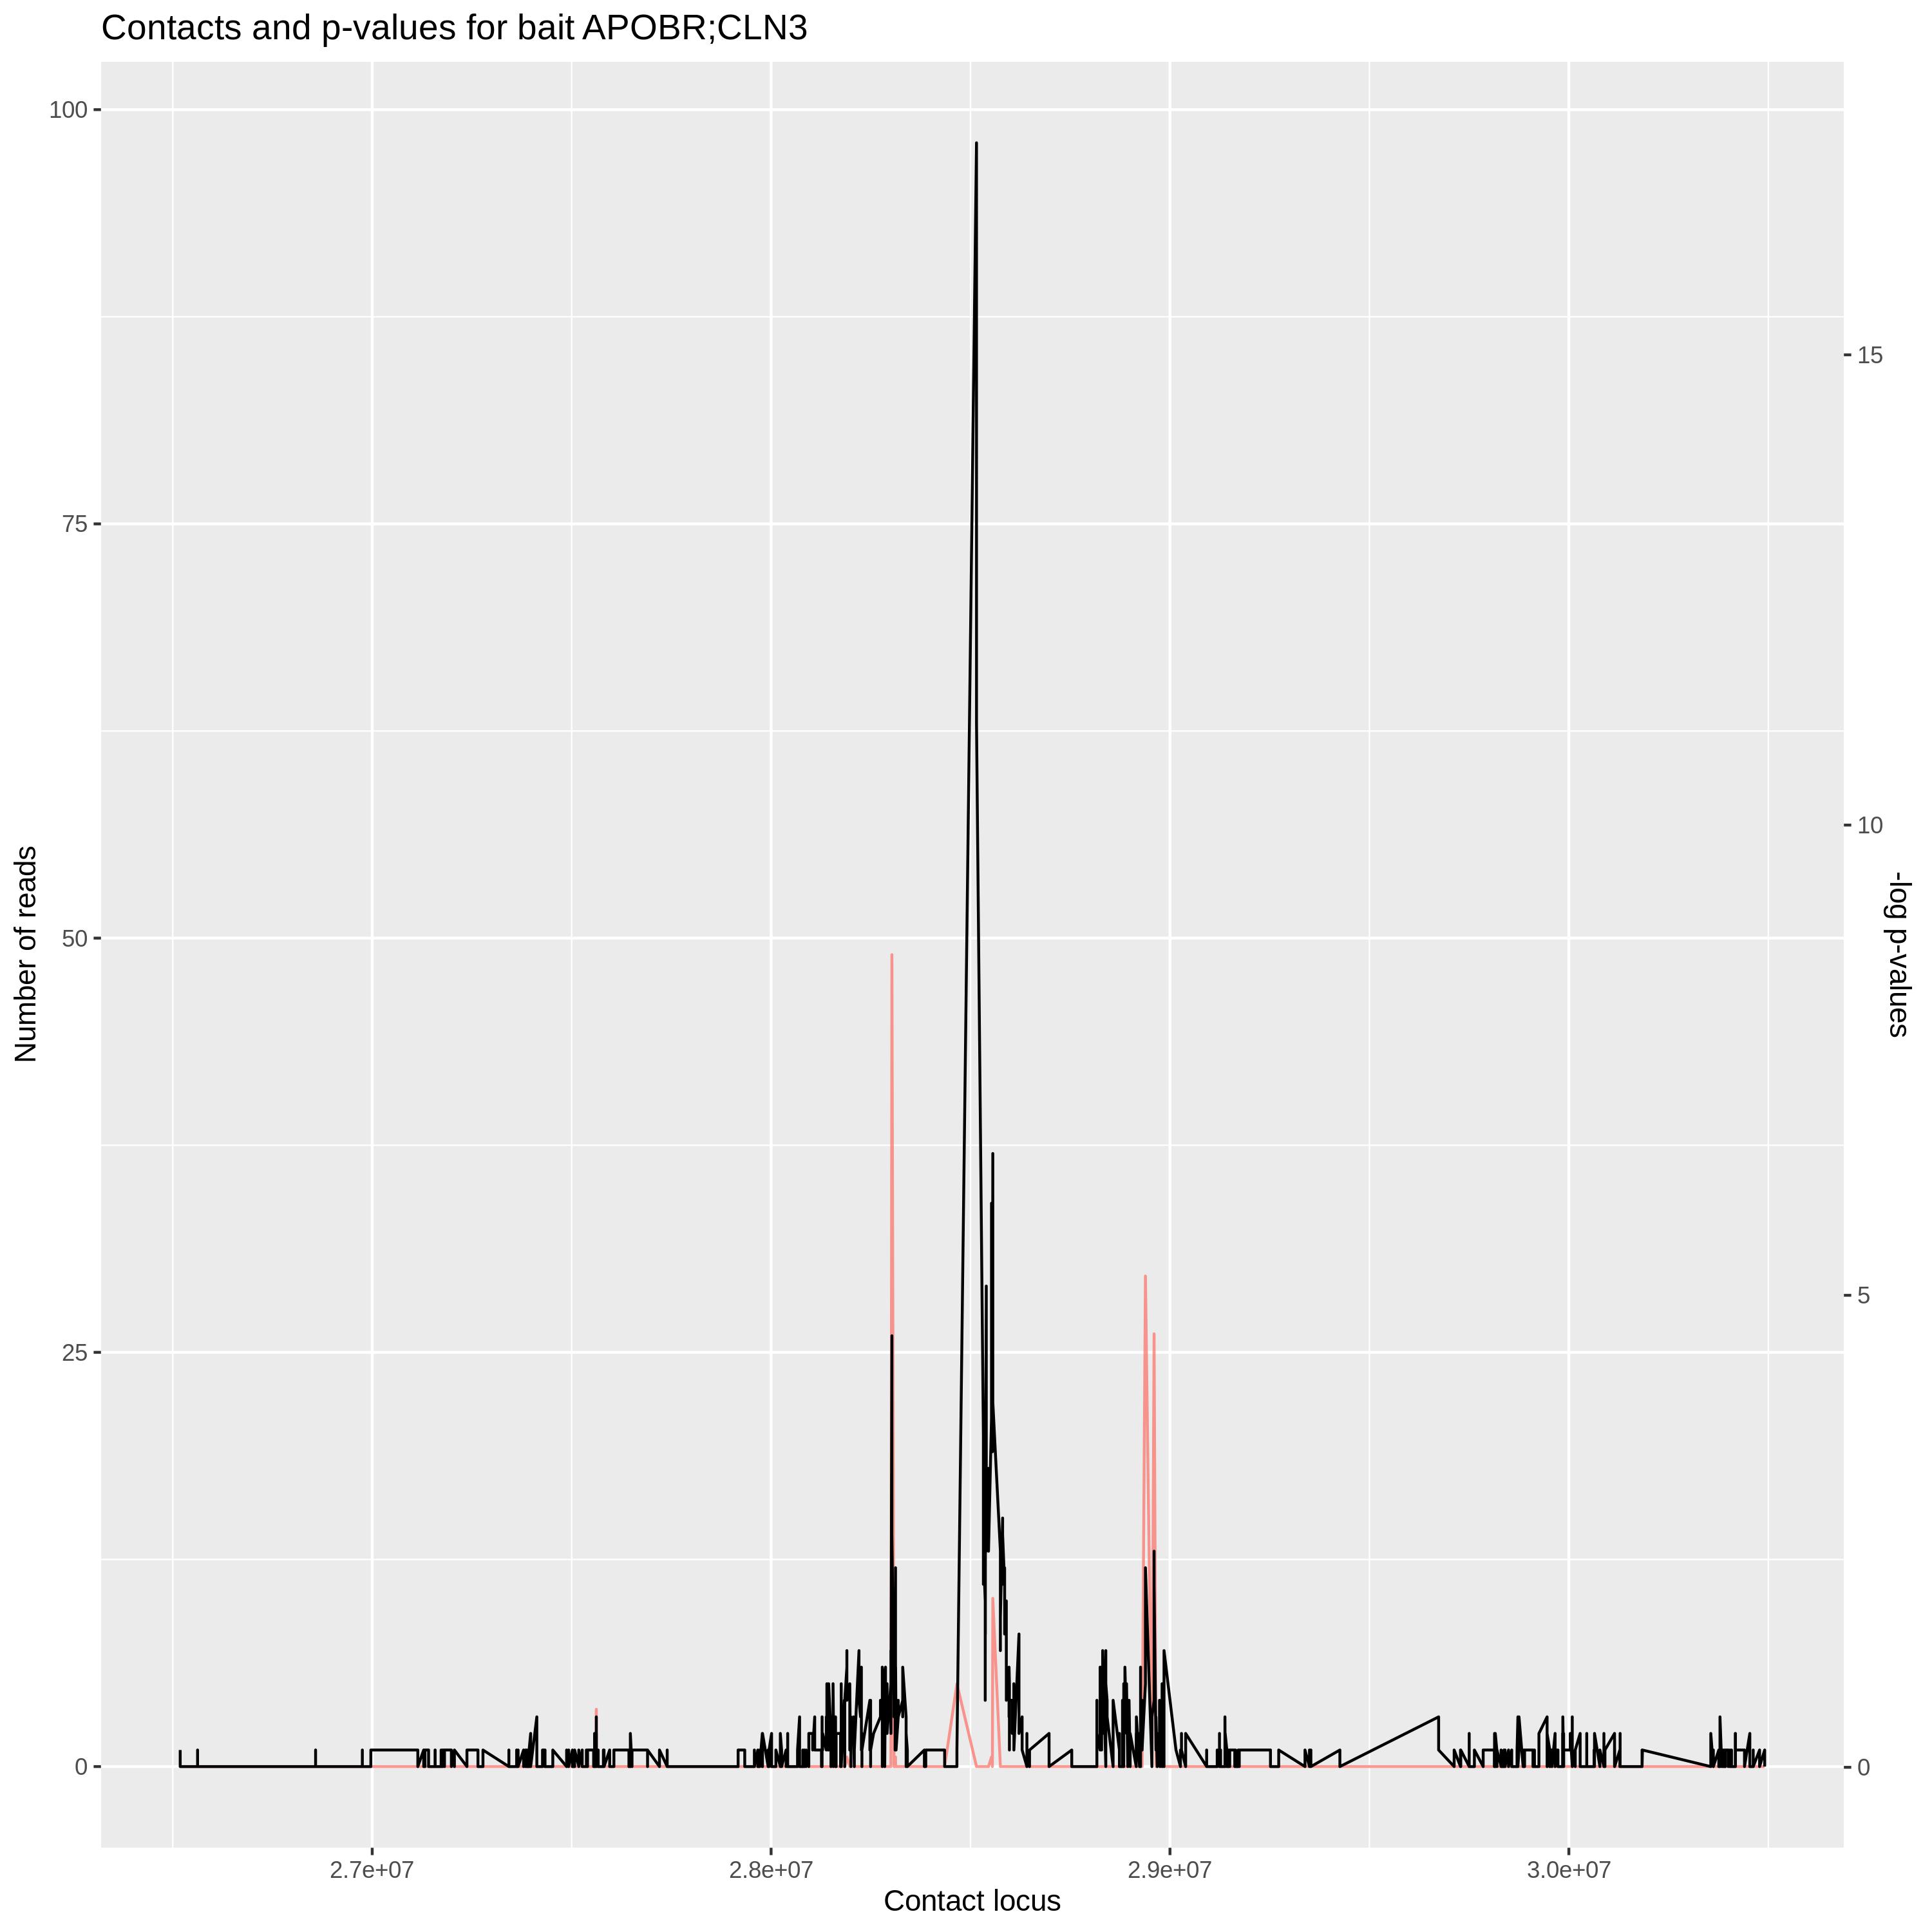 Contacts and p-values for bait APOBR;CLN3
100
75
50
25
0
Number of reads
15
10
5
0
-log p-values
2.7e+07
2.8e+07
2.9e+07
3.0e+07
Contact locus